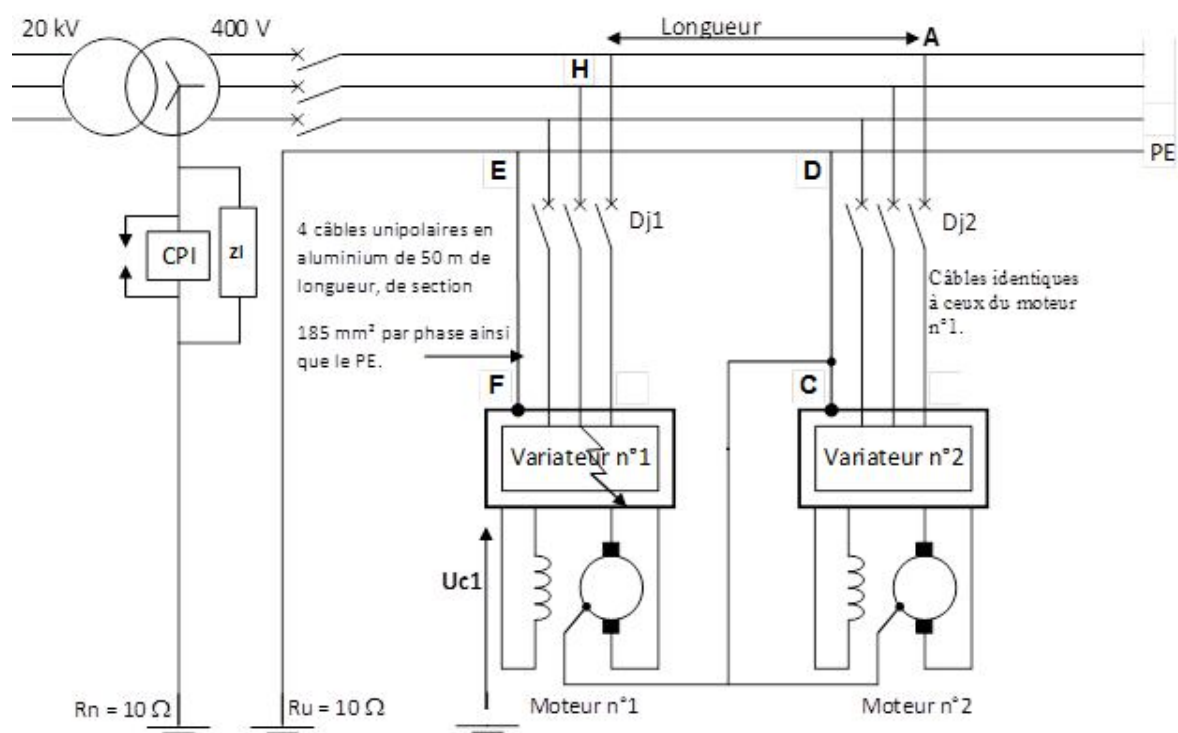 20 kV
400 V
Longueur
A
H
PE
E
D
Dj1
Dj2
4 câbles unipolaires en
aluminium de 50 m de
longueur, de section
185 mm² par phase ainsi
que le PE.
CPI
zl
Câbles identiques
à ceux du moteur
n°1.
F
C
Variateur n°1
Variateur n°2
Uc1
Rn = 10 Ω
Ru = 10 Ω
Moteur n°1
Moteur n°2